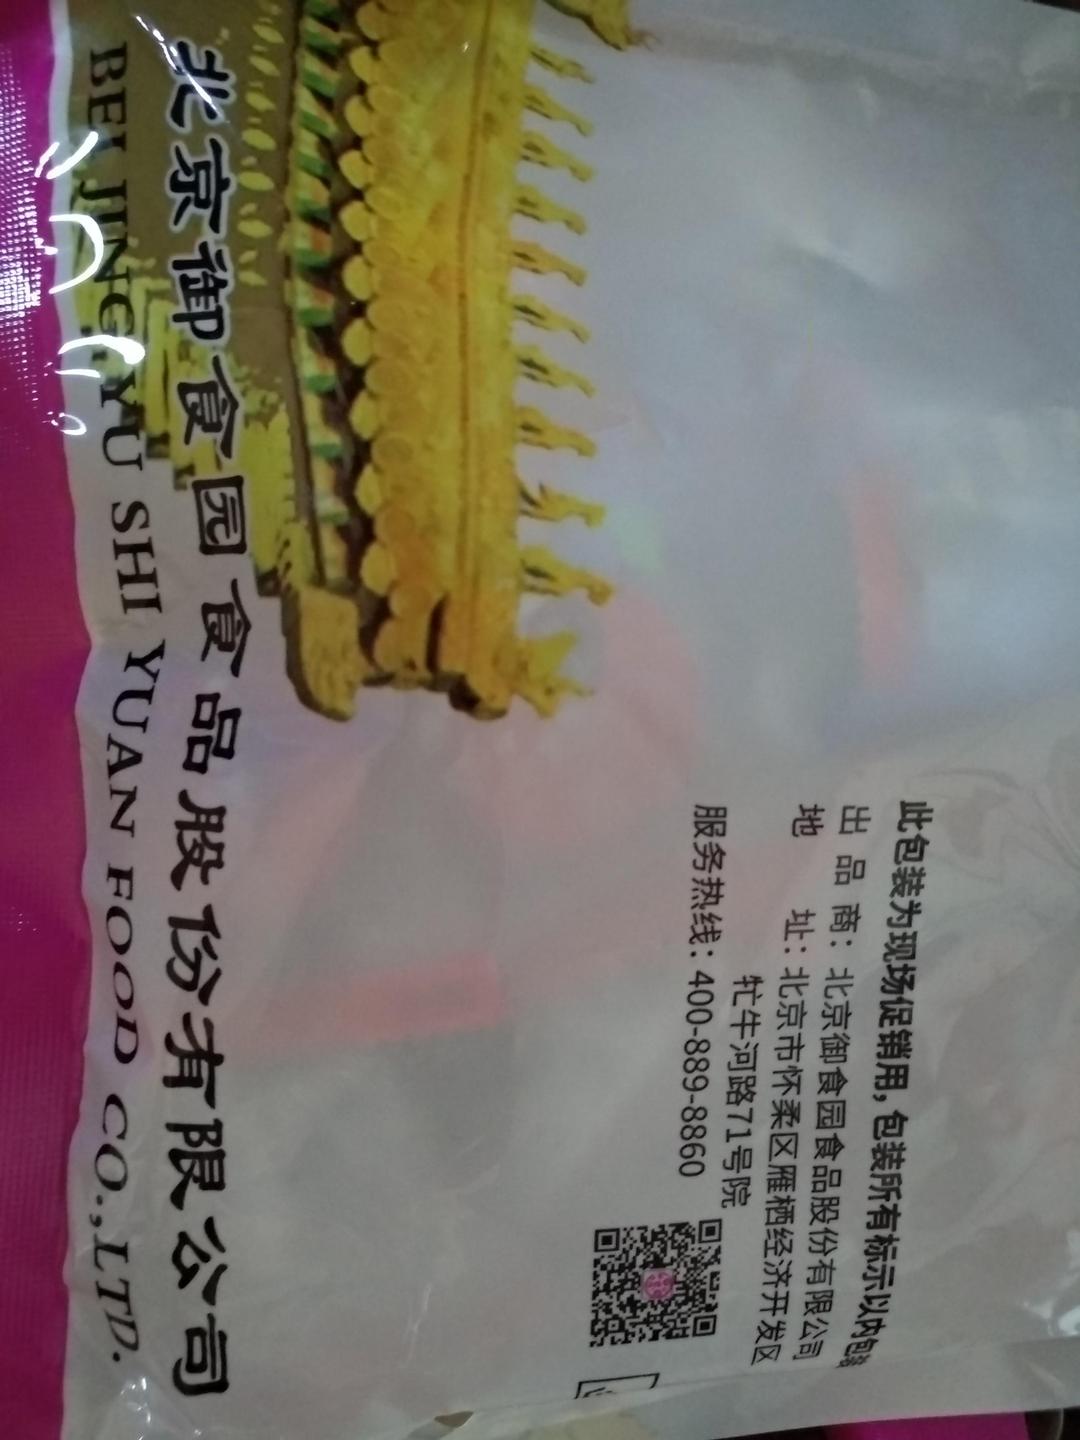 此包装为现场促销用，包装所有标示以内包装
出品商：北京御食园食品股份有限公司
地址：北京市怀柔区雁栖经济开发区
牤牛河路71号院
服务热线：400-889-8860
北京御食园食品股份有限公司
BEI JING YU SHI YUAN FOOD CO.,LTD.